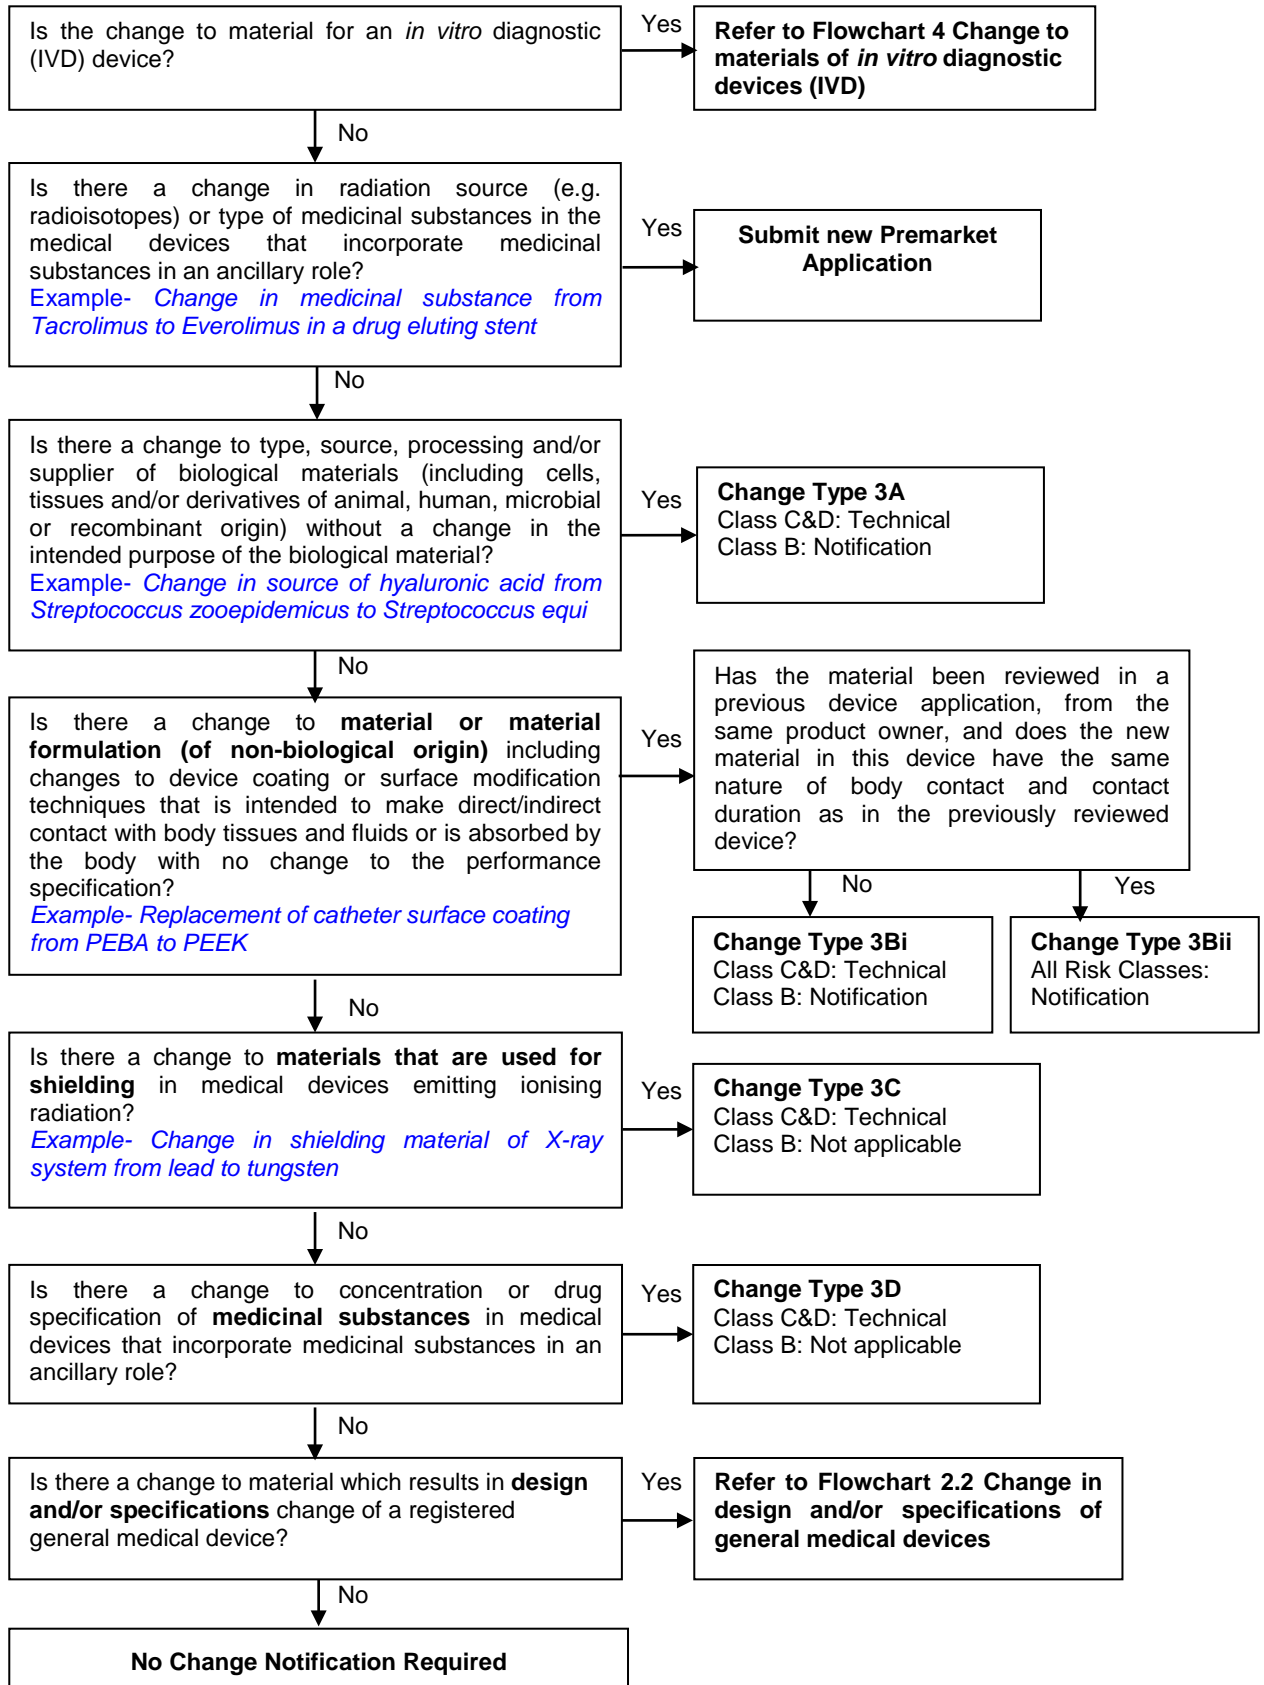 Is the change to material for an in vitro diagnostic
(IVD) device?
Yes
Refer to Flowchart 4 Change to
materials of in vitro diagnostic
devices (IVD)
No
Is there a change in radiation source (e.g.
radioisotopes) or type of medicinal substances in the
medical devices that incorporate medicinal
substances in an ancillary role?
Example- Change in medicinal substance from
Tacrolimus to Everolimus in a drug eluting stent
Yes
Submit new Premarket
Application
No
Is there a change to type, source, processing and/or
supplier of biological materials (including cells,
tissues and/or derivatives of animal, human, microbial
or recombinant origin) without a change in the
intended purpose of the biological material?
Example- Change in source of hyaluronic acid from
Streptococcus zooepidemicus to Streptococcus equi
Yes
Change Type 3A
Class C&D: Technical
Class B: Notification
No
Is there a change to material or material
formulation (of non-biological origin) including
changes to device coating or surface modification
techniques that is intended to make direct/indirect
contact with body tissues and fluids or is absorbed by
the body with no change to the performance
specification?
Example- Replacement of catheter surface coating
from PEBA to PEEK
Yes
Has the material been reviewed in a
previous device application, from the
same product owner, and does the new
material in this device have the same
nature of body contact and contact
duration as in the previously reviewed
device?
No
Yes
Change Type 3Bi
Class C&D: Technical
Class B: Notification
Change Type 3Bii
All Risk Classes:
Notification
No
Is there a change to materials that are used for
shielding in medical devices emitting ionising
radiation?
Example- Change in shielding material of X-ray
system from lead to tungsten
Yes
Change Type 3C
Class C&D: Technical
Class B: Not applicable
No
Is there a change to concentration or drug
specification of medicinal substances in medical
devices that incorporate medicinal substances in an
ancillary role?
Yes
Change Type 3D
Class C&D: Technical
Class B: Not applicable
No
Is there a change to material which results in design
and/or specifications change of a registered
general medical device?
Yes
Refer to Flowchart 2.2 Change in
design and/or specifications of
general medical devices
No
No Change Notification Required